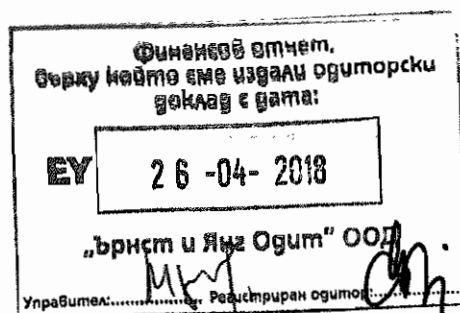 Финансов отчет,
върху който сме издали одиторски
доклад с дата:
EY 26-04-2018
„Ърнст и Янг Одит“ ООД
Управител:.............. Регистриран одитор:..............